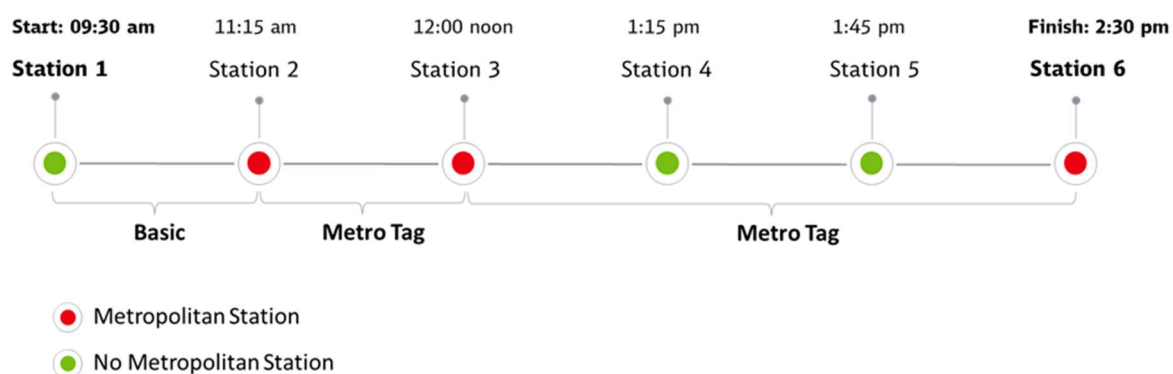 Start: 09:30 am 11:15 am 12:00 noon 1:15 pm 1:45 pm Finish: 2:30 pm
Station 1 Station 2 Station 3 Station 4 Station 5 Station 6
Basic Metro Tag Metro Tag
Metropolitan Station
No Metropolitan Station